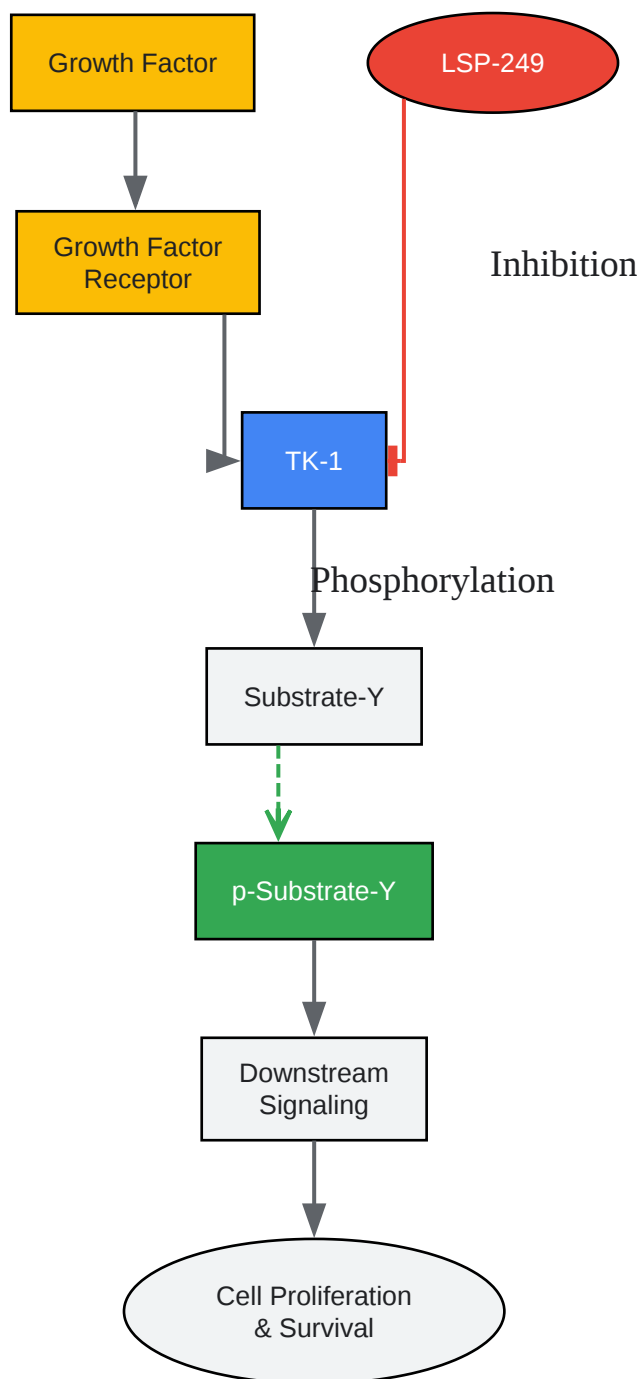 Growth Factor
LSP-249
Growth Factor
Receptor
Inhibition
TK-1
Phosphorylation
Substrate-Y
p-Substrate-Y
Downstream
Signaling
Cell Proliferation
& Survival